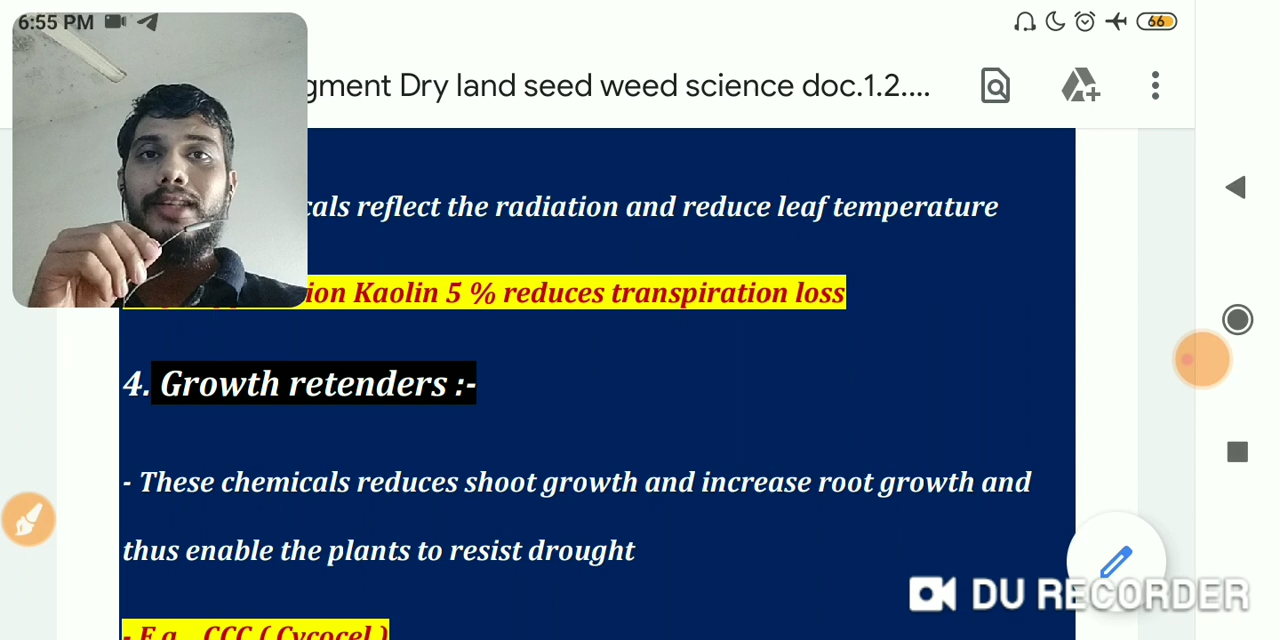 6:55 PM
66
gment Dry land seed weed science doc.1.2....
cals reflect the radiation and reduce leaf temperature
ion Kaolin 5 % reduces transpiration loss
4. Growth retenders :-
- These chemicals reduces shoot growth and increase root growth and
thus enable the plants to resist drought
- E.g. CCC ( Cycocel )
DU RECORDER